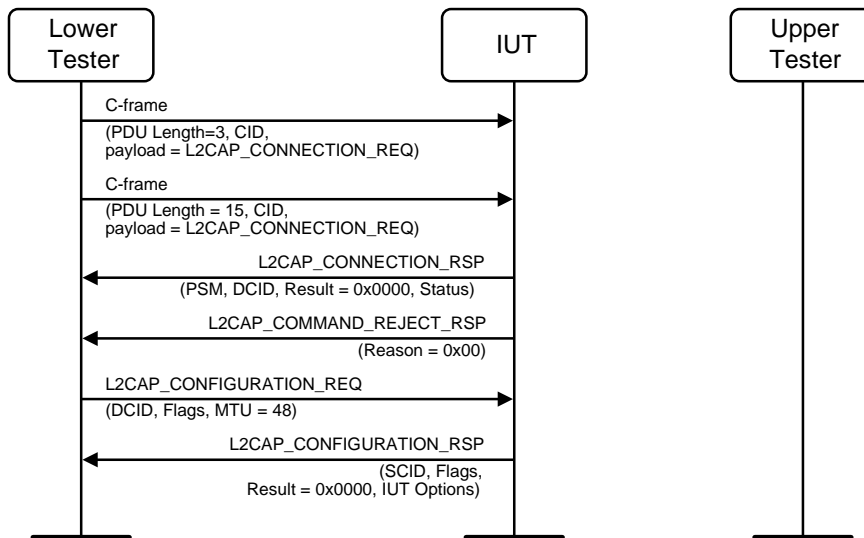 Lower
Tester
IUT
Upper
Tester
C-frame
(PDU Length=3, CID,
payload = L2CAP_CONNECTION_REQ)
C-frame
(PDU Length = 15, CID,
payload = L2CAP_CONNECTION_REQ)
L2CAP_CONNECTION_RSP
(PSM, DCID, Result = 0x0000, Status)
L2CAP_COMMAND_REJECT_RSP
(Reason = 0x00)
L2CAP_CONFIGURATION_REQ
(DCID, Flags, MTU = 48)
L2CAP_CONFIGURATION_RSP
(SCID, Flags,
Result = 0x0000, IUT Options)